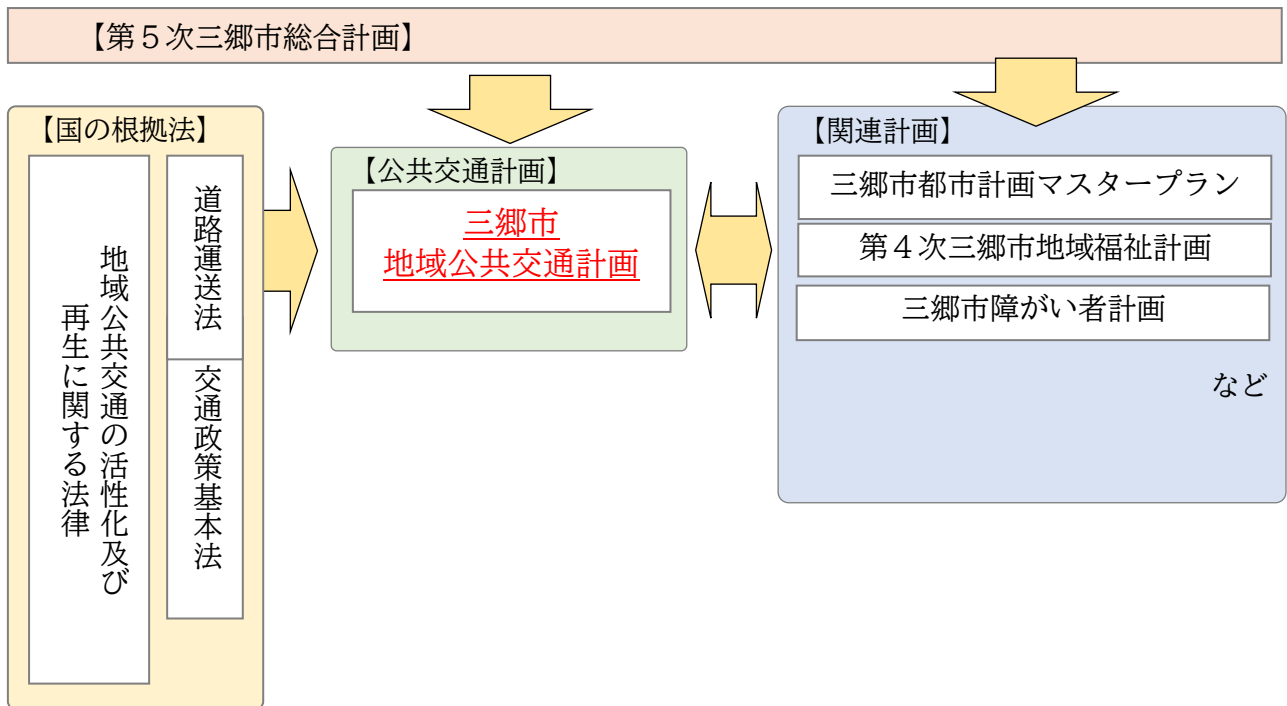 【第５次三郷市総合計画】
【国の根拠法】
地域公共交通の活性化及び
再生に関する法律
道路運送法
交通政策基本法
【公共交通計画】
三郷市
地域公共交通計画
【関連計画】
三郷市都市計画マスタープラン
第４次三郷市地域福祉計画
三郷市障がい者計画
など